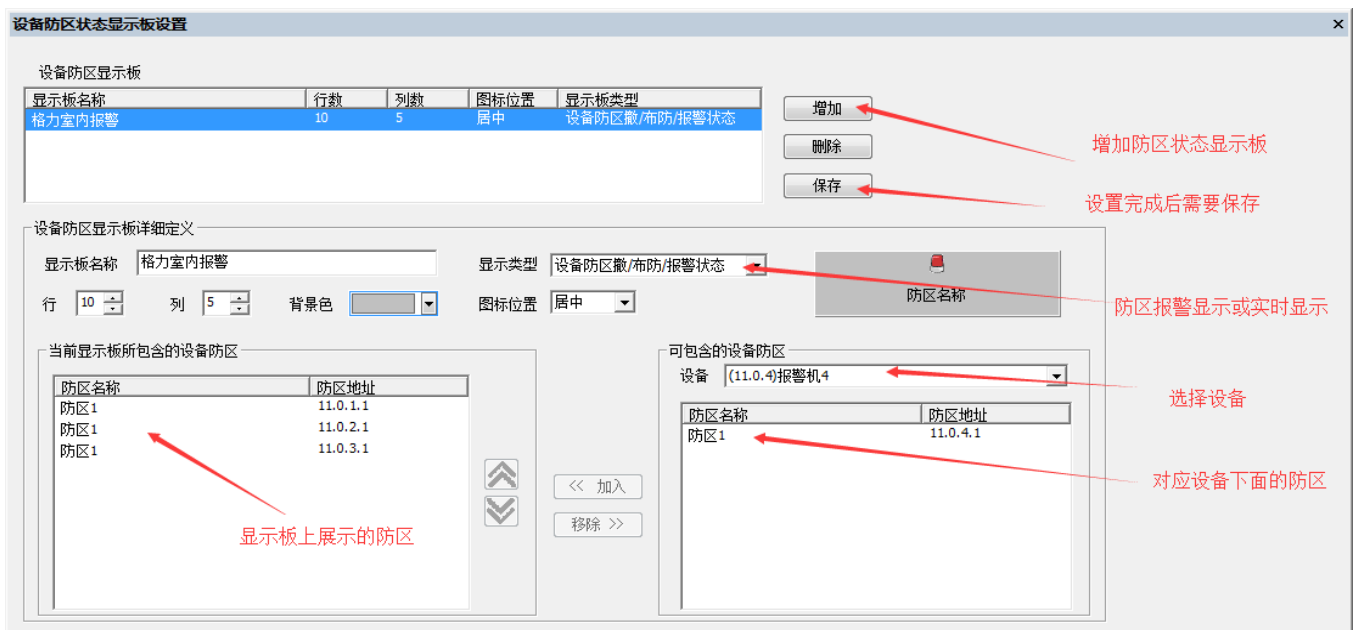 设备防区状态显示板设置
设备防区显示板
显示板名称 行数 列数 图标位置 显示板类型
格力室内报警 10 5 居中 设备防区撤/布防/报警状态
增加
删除
保存
增加防区状态显示板
设置完成后需要保存
设备防区显示板详细定义
显示板名称 格力室内报警 显示类型 设备防区撤/布防/报警状态
行 10 列 5 背景色 图标位置 居中
防区名称
防区报警显示或实时显示
当前显示板所包含的设备防区
防区名称 防区地址
防区1 11.0.1.1
防区1 11.0.2.1
防区1 11.0.3.1
显示板上展示的防区
<< 加入
移除 >>
可包含的设备防区
设备 (11.0.4)报警机4
选择设备
防区名称 防区地址
防区1 11.0.4.1
对应设备下面的防区